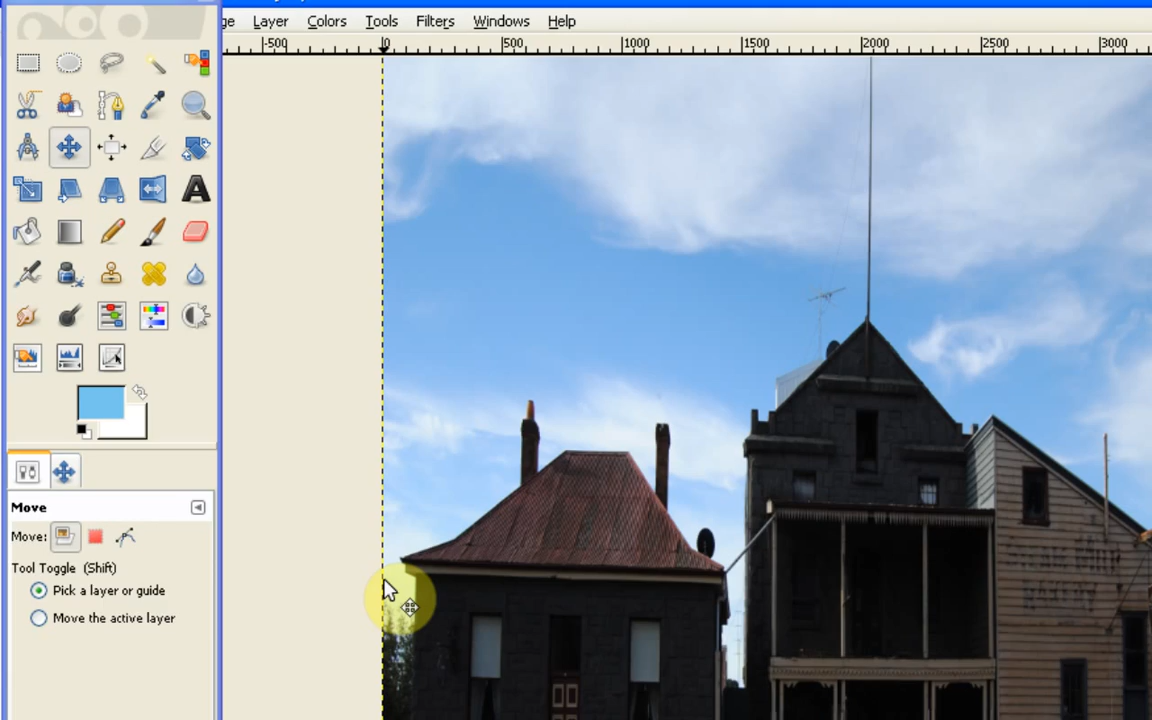 ge Layer Colors Tools Filters Windows Help
-500 0 500 1000 1500 2000 2500 3000
A
Move
Move:
Tool Toggle (Shift)
Pick a layer or guide
Move the active layer
BAKERY